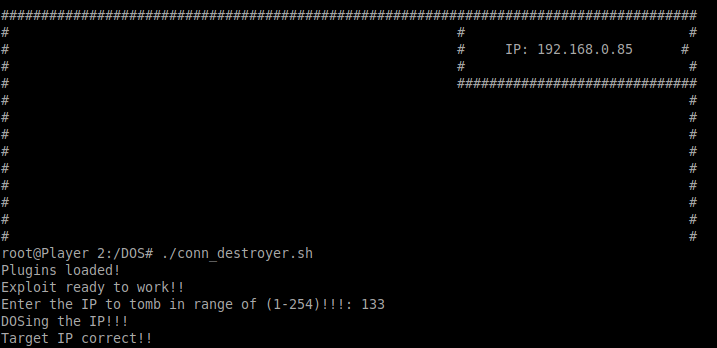 #######################################################################################
# # #
# # IP: 192.168.0.85 #
# # #
# ##############################
# #
# #
# #
# #
# #
# #
# #
# #
# #
root@Player 2:/DOS# ./conn_destroyer.sh
Plugins loaded!
Exploit ready to work!!
Enter the IP to tomb in range of (1-254)!!!: 133
DOSing the IP!!!
Target IP correct!!